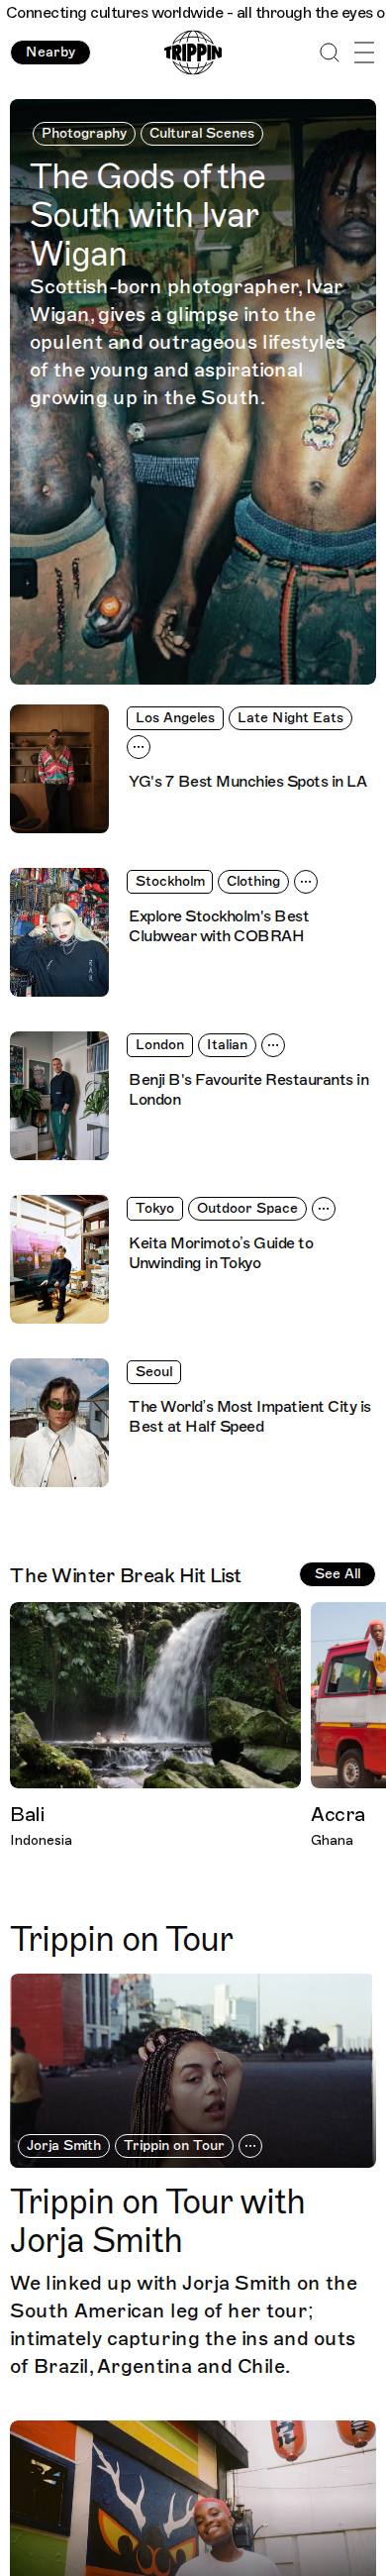 Connecting cultures worldwide - all through the eyes o
Nearby
TRIPPIN
Photography
Cultural Scenes
The Gods of the
South with Ivar
Wigan
Scottish-born photographer, Ivar
Wigan, gives a glimpse into the
opulent and outrageous lifestyles
of the young and aspirational
growing up in the South.
Los Angeles
Late Night Eats
...
YG's 7 Best Munchies Spots in LA
Stockholm
Clothing
...
Explore Stockholm's Best
Clubwear with COBRAH
London
Italian
...
Benji B's Favourite Restaurants in
London
Tokyo
Outdoor Space
...
Keita Morimoto’s Guide to
Unwinding in Tokyo
Seoul
The World’s Most Impatient City is
Best at Half Speed
The Winter Break Hit List
See All
Bali
Accra
Indonesia
Ghana
Trippin on Tour
Jorja Smith
Trippin on Tour
...
Trippin on Tour with
Jorja Smith
We linked up with Jorja Smith on the
South American leg of her tour;
intimately capturing the ins and outs
of Brazil, Argentina and Chile.